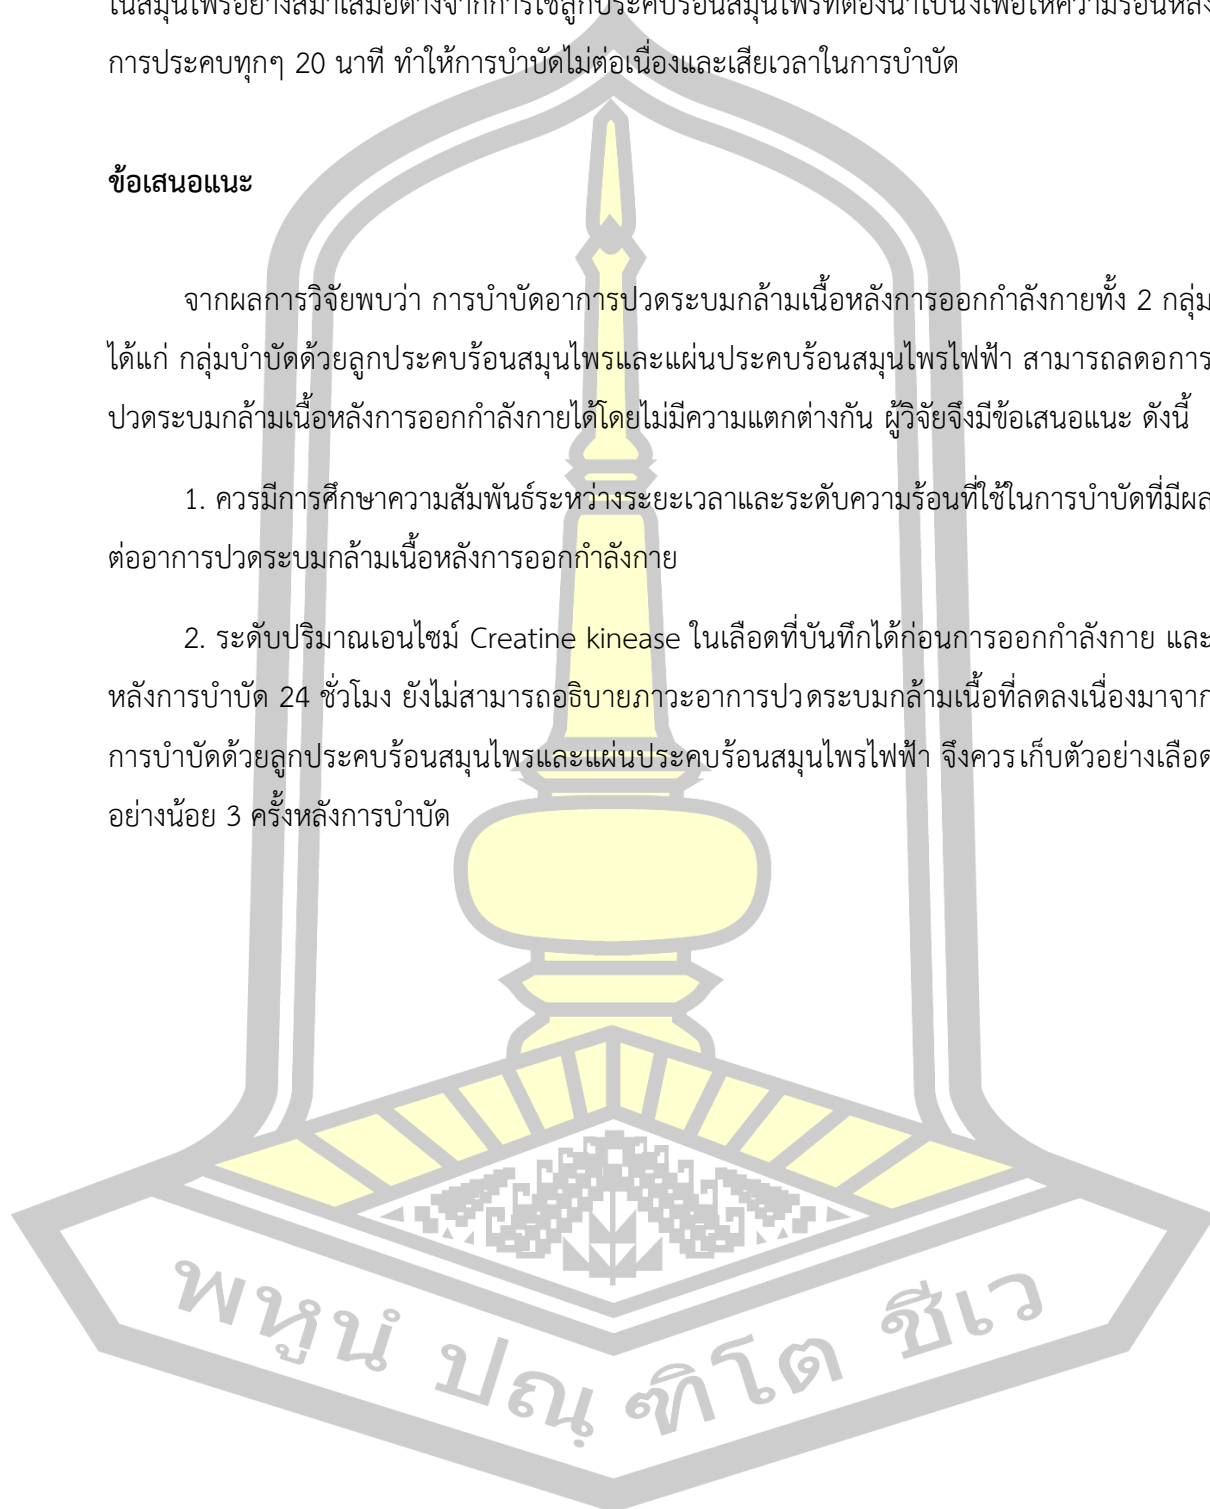 ในสมุนไพรอย่างสม่ำเสมอต่างจากการใช้ลูกประคบร้อนสมุนไพรที่ต้องนำไปนึ่งเพื่อให้ความร้อนหลัง
การประคบทุกๆ 20 นาที ทำให้การบำบัดไม่ต่อเนื่องและเสียเวลาในการบำบัด
ข้อเสนอแนะ
จากผลการวิจัยพบว่า การบำบัดอาการปวดระบมกล้ามเนื้อหลังการออกกำลังกายทั้ง 2 กลุ่ม
ได้แก่ กลุ่มบำบัดด้วยลูกประคบร้อนสมุนไพรและแผ่นประคบร้อนสมุนไพรไฟฟ้า สามารถลดอการ
ปวดระบมกล้ามเนื้อหลังการออกกำลังกายได้โดยไม่มีความแตกต่างกัน ผู้วิจัยจึงมีข้อเสนอแนะ ดังนี้
1. ควรมีการศึกษาความสัมพันธ์ระหว่างระยะเวลาและระดับความร้อนที่ใช้ในการบำบัดที่มีผล
ต่ออาการปวดระบมกล้ามเนื้อหลังการออกกำลังกาย
2. ระดับปริมาณเอนไซม์ Creatine kinease ในเลือดที่บันทึกได้ก่อนการออกกำลังกาย และ
หลังการบำบัด 24 ชั่วโมง ยังไม่สามารถอธิบายภาวะอาการปวดระบมกล้ามเนื้อที่ลดลงเนื่องมาจาก
การบำบัดด้วยลูกประคบร้อนสมุนไพรและแผ่นประคบร้อนสมุนไพรไฟฟ้า จึงควรเก็บตัวอย่างเลือด
อย่างน้อย 3 ครั้งหลังการบำบัด
พหูนํ ปณฺ ฑิโต ชีเว